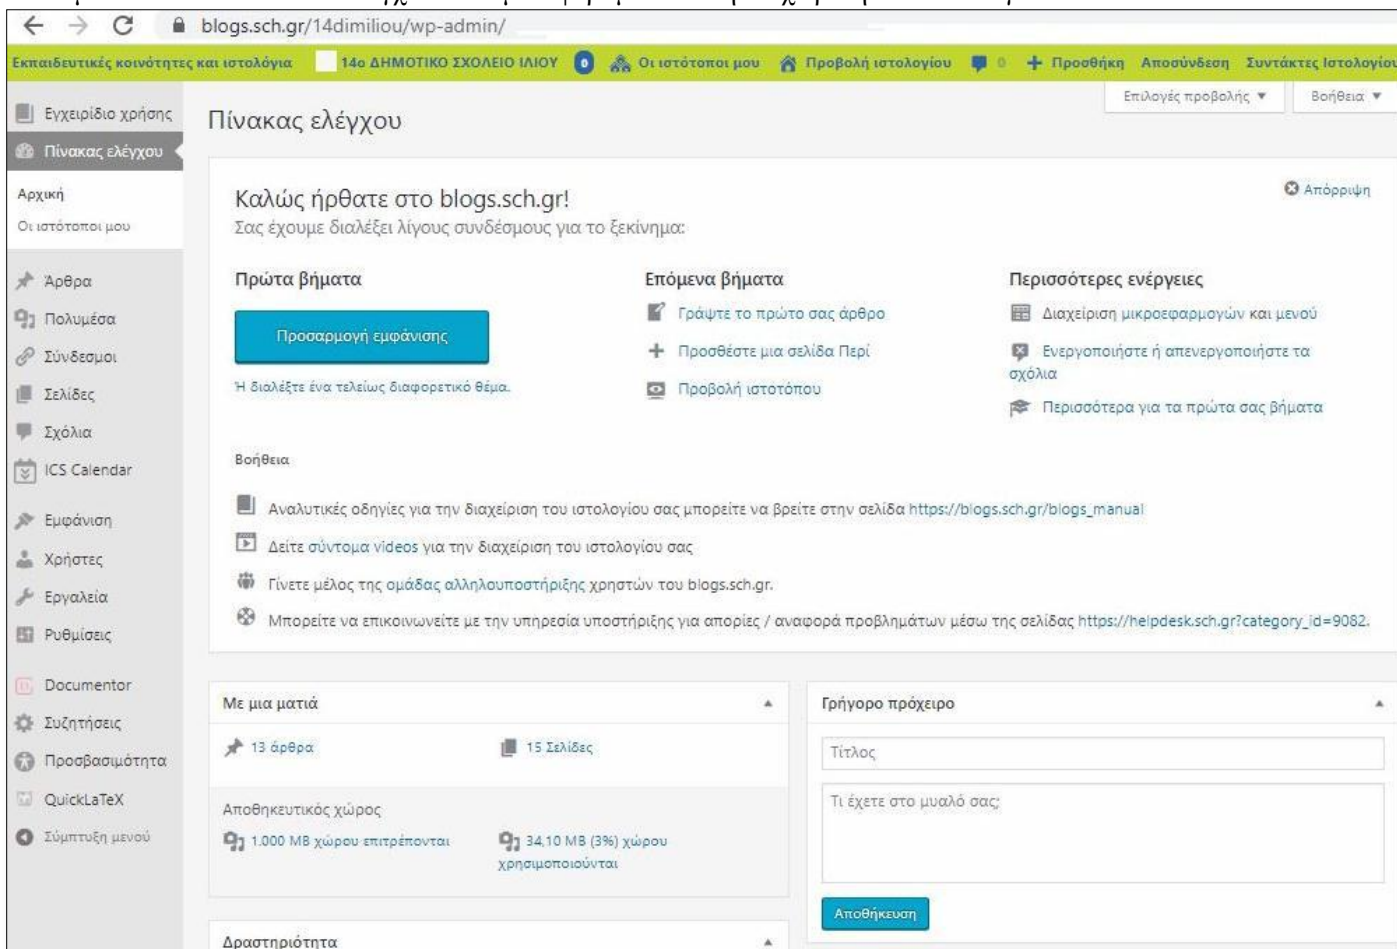 blogs.sch.gr/14dimiliou/wp-admin/
Εκπαιδευτικές κοινότητες και ιστολόγια 14ο ΔΗΜΟΤΙΚΟ ΣΧΟΛΕΙΟ ΙΛΙΟΥ 0 Οι ιστότοποι μου Προβολή ιστολογίου 0 + Προσθήκη Αποσύνδεση Συντάκτες Ιστολογίου
Επιλογές προβολής Βοήθεια
Εγχειρίδιο χρήσης
Πίνακας ελέγχου
Αρχική
Οι ιστότοποι μου
Άρθρα
Πολυμέσα
Σύνδεσμοι
Σελίδες
Σχόλια
ICS Calendar
Εμφάνιση
Χρήστες
Εργαλεία
Ρυθμίσεις
Documentor
Συζητήσεις
Προσβασιμότητα
QuickLaTeX
Σύμπτυξη μενού
Πίνακας ελέγχου
Καλώς ήρθατε στο blogs.sch.gr!
Απόρριψη
Σας έχουμε διαλέξει λίγους συνδέσμους για το ξεκίνημα:
Πρώτα βήματα
Προσαρμογή εμφάνισης
Ή διαλέξτε ένα τελείως διαφορετικό θέμα.
Επόμενα βήματα
Γράψτε το πρώτο σας άρθρο
Προσθέστε μια σελίδα Περί
Προβολή ιστοτόπου
Περισσότερες ενέργειες
Διαχείριση μικροεφαρμογών και μενού
Ενεργοποιήστε ή απενεργοποιήστε τα
σχόλια
Περισσότερα για τα πρώτα σας βήματα
Βοήθεια
Αναλυτικές οδηγίες για την διαχείριση του ιστολογίου σας μπορείτε να βρείτε στην σελίδα https://blogs.sch.gr/blogs_manual
Δείτε σύντομα videos για την διαχείριση του ιστολογίου σας
Γίνετε μέλος της ομάδας αλληλουποστήριξης χρηστών του blogs.sch.gr.
Μπορείτε να επικοινωνείτε με την υπηρεσία υποστήριξης για απορίες / αναφορά προβλημάτων μέσω της σελίδας https://helpdesk.sch.gr?category_id=9082.
Με μια ματιά
13 άρθρα
15 Σελίδες
Αποθηκευτικός χώρος
1.000 MB χώρου επιτρέπονται
34,10 MB (3%) χώρου
χρησιμοποιούνται
Δραστηριότητα
Γρήγορο πρόχειρο
Τίτλος
Τι έχετε στο μυαλό σας;
Αποθήκευση